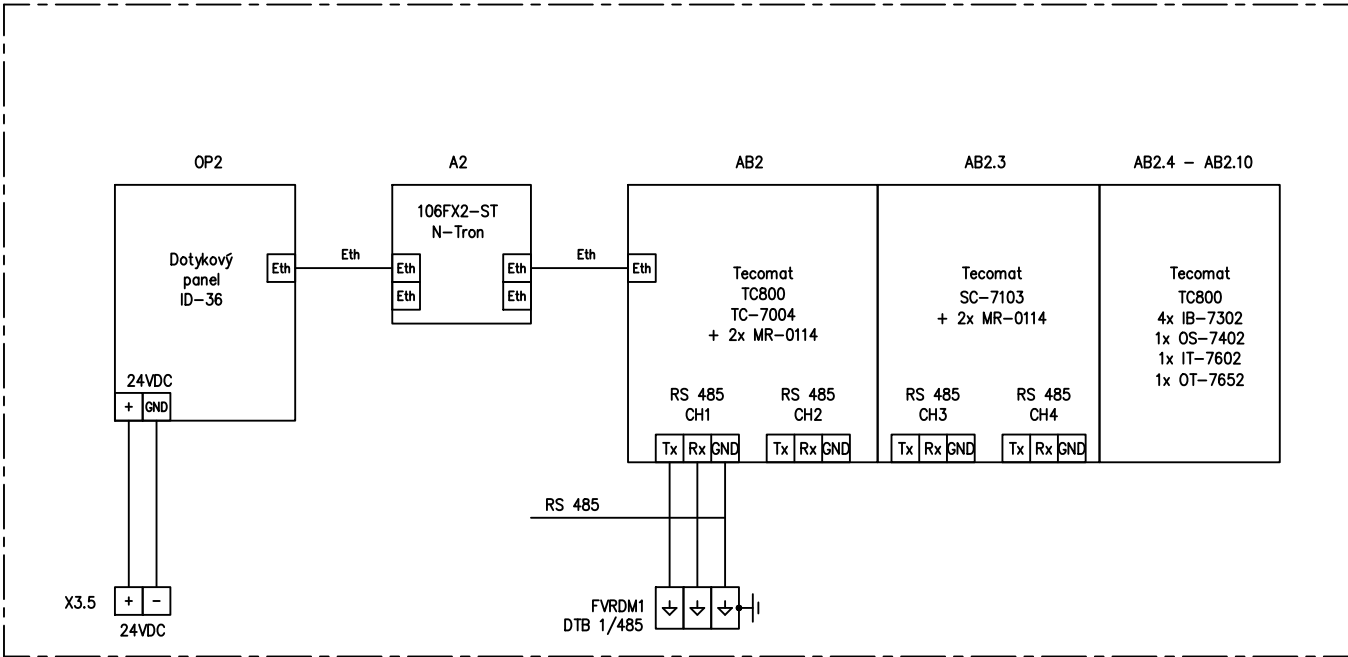 OP2
A2
AB2
AB2.3
AB2.4 – AB2.10
Dotykový
panel
ID–36
Eth
24VDC
+ GND
Eth
106FX2–ST
N–Tron
Eth
Eth
Eth
Eth
Eth
Eth
Tecomat
TC800
TC–7004
+ 2x MR–0114
RS 485
CH1
Tx Rx GND
RS 485
CH2
Tx Rx GND
Tecomat
SC–7103
+ 2x MR–0114
RS 485
CH3
Tx Rx GND
RS 485
CH4
Tx Rx GND
Tecomat
TC800
4x IB–7302
1x OS–7402
1x IT–7602
1x OT–7652
RS 485
X3.5
+ –
24VDC
FVRDM1
DTB 1/485